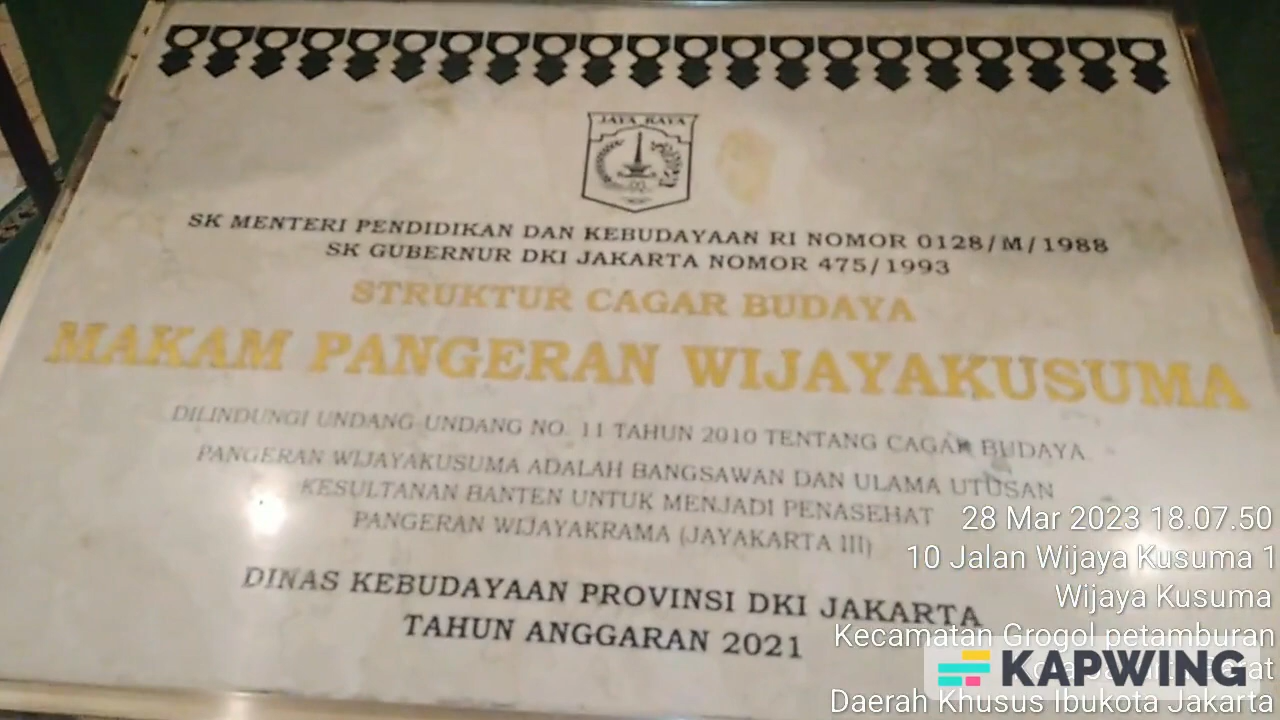 JAYA RAYA
SK MENTERI PENDIDIKAN DAN KEBUDAYAAN RI NOMOR 0128/M/1988
SK GUBERNUR DKI JAKARTA NOMOR 475/1993
STRUKTUR CAGAR BUDAYA
MAKAM PANGERAN WIJAYAKUSUMA
DILINDUNGI UNDANG-UNDANG NO. 11 TAHUN 2010 TENTANG CAGAR BUDAYA
PANGERAN WIJAYAKUSUMA ADALAH BANGSAWAN DAN ULAMA UTUSAN
KESULTANAN BANTEN UNTUK MENJADI PENASEHAT
PANGERAN WIJAYAKRAMA (JAYAKARTA III)
DINAS KEBUDAYAAN PROVINSI DKI JAKARTA
TAHUN ANGGARAN 2021
28 Mar 2023 18.07.50
10 Jalan Wijaya Kusuma 1
Wijaya Kusuma
Kecamatan Grogol petamburan
KAPWING
Daerah Khusus Ibukota Jakarta